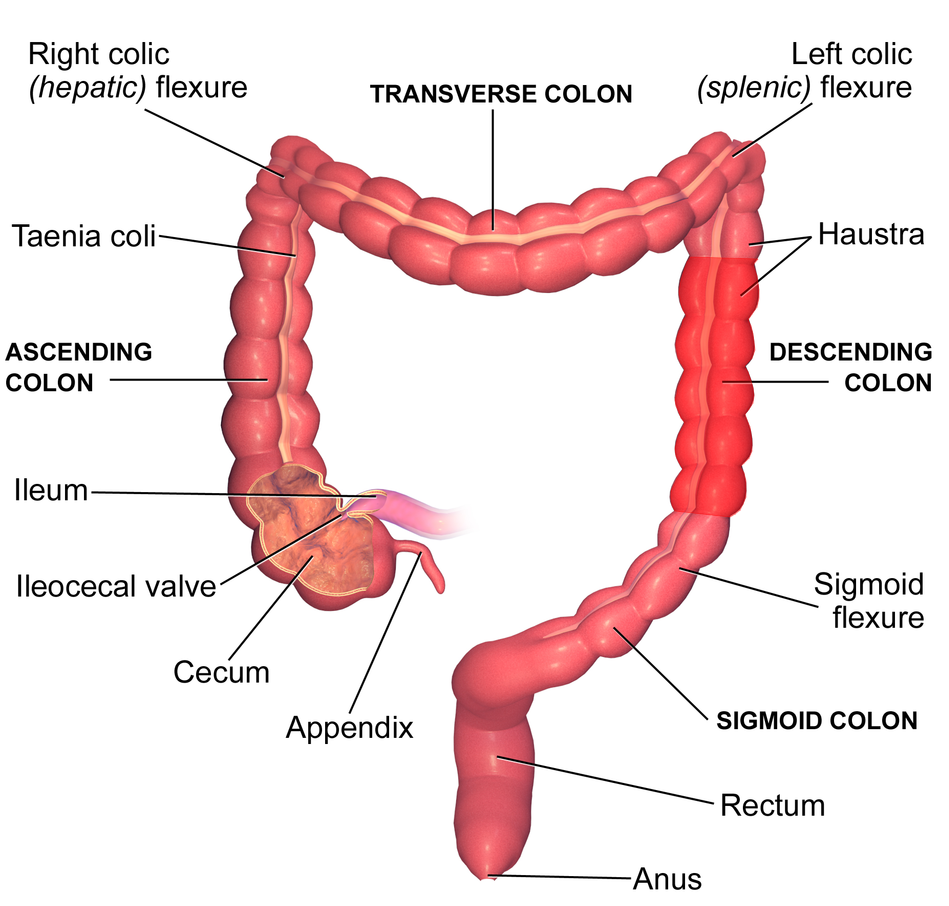 Right colic
(hepatic) flexure
TRANSVERSE COLON
Left colic
(splenic) flexure
Taenia coli
Haustra
ASCENDING
COLON
DESCENDING
COLON
Ileum
Ileocecal valve
Sigmoid
flexure
Cecum
Appendix
SIGMOID COLON
Rectum
Anus